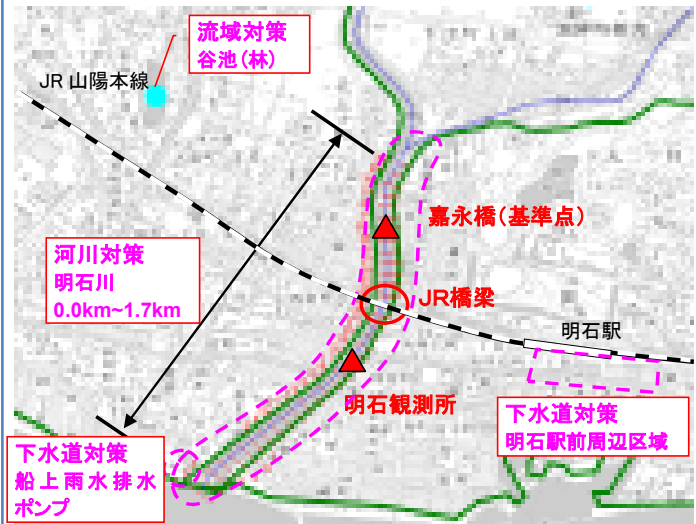 流域対策
谷池(林)
JR 山陽本線
嘉永橋(基準点)
河川対策
明石川
0.0km~1.7km
JR橋梁
明石駅
明石観測所
下水道対策
明石駅前周辺区域
下水道対策
船上雨水排水
ポンプ